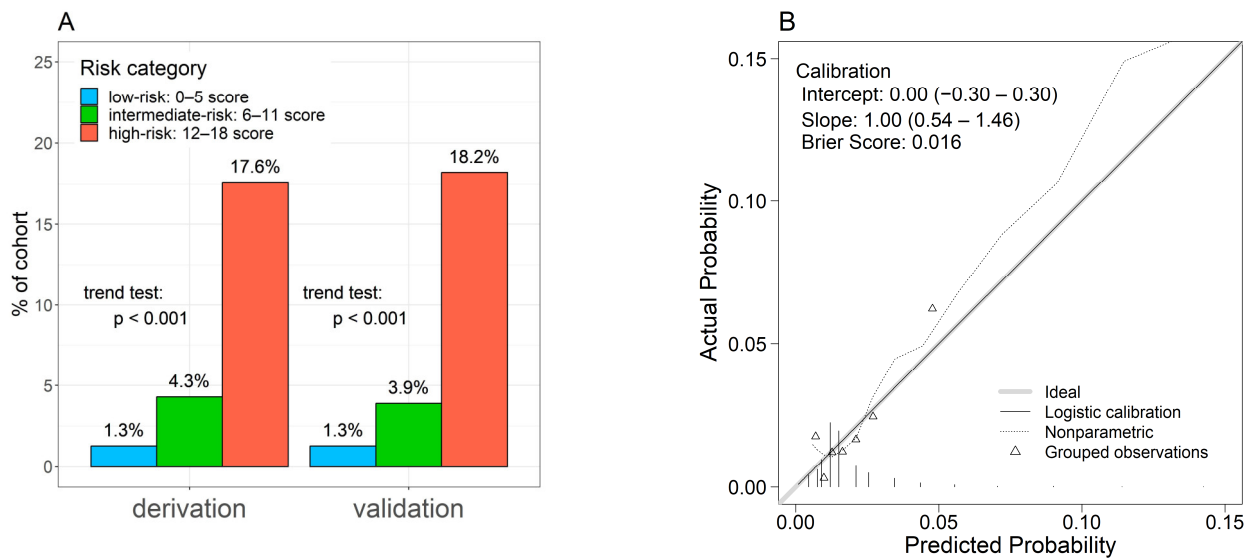 A
Risk category
low-risk: 0–5 score
intermediate-risk: 6–11 score
high-risk: 12–18 score
25
20
15
10
5
0
% of cohort
17.6%
18.2%
trend test:
p < 0.001
trend test:
p < 0.001
4.3%
3.9%
1.3%
1.3%
derivation
validation
B
Calibration
Intercept: 0.00 (−0.30 – 0.30)
Slope: 1.00 (0.54 – 1.46)
Brier Score: 0.016
0.15
0.10
0.05
0.00
Actual Probability
Ideal
Logistic calibration
Nonparametric
Grouped observations
0.00
0.05
0.10
0.15
Predicted Probability